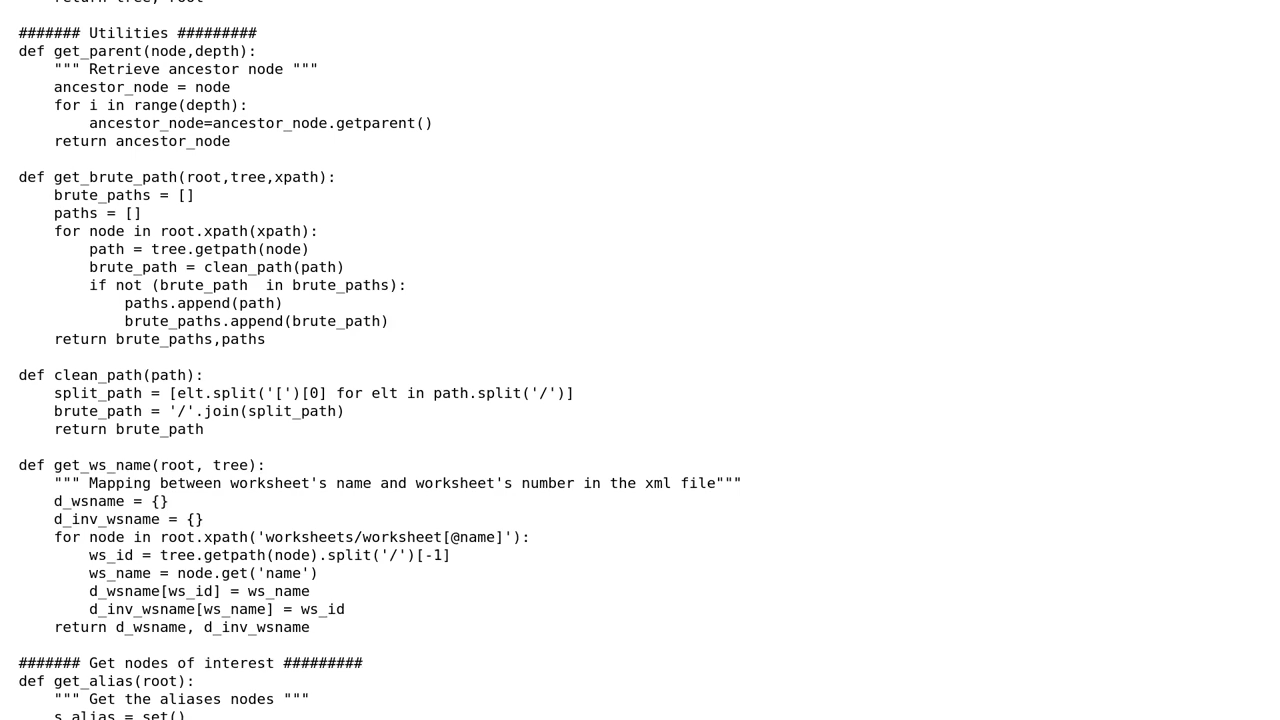 return tree, root

####### Utilities #########
def get_parent(node,depth):
    """ Retrieve ancestor node """
    ancestor_node = node
    for i in range(depth):
        ancestor_node=ancestor_node.getparent()
    return ancestor_node

def get_brute_path(root,tree,xpath):
    brute_paths = []
    paths = []
    for node in root.xpath(xpath):
        path = tree.getpath(node)
        brute_path = clean_path(path)
        if not (brute_path  in brute_paths):
            paths.append(path)
            brute_paths.append(brute_path)
    return brute_paths,paths

def clean_path(path):
    split_path = [elt.split('[')[0] for elt in path.split('/')]
    brute_path = '/'.join(split_path)
    return brute_path

def get_ws_name(root, tree):
    """ Mapping between worksheet's name and worksheet's number in the xml file"""
    d_wsname = {}
    d_inv_wsname = {}
    for node in root.xpath('worksheets/worksheet[@name]'):
        ws_id = tree.getpath(node).split('/')[-1]
        ws_name = node.get('name')
        d_wsname[ws_id] = ws_name
        d_inv_wsname[ws_name] = ws_id
    return d_wsname, d_inv_wsname

####### Get nodes of interest #########
def get_alias(root):
    """ Get the aliases nodes """
    s_alias = set()